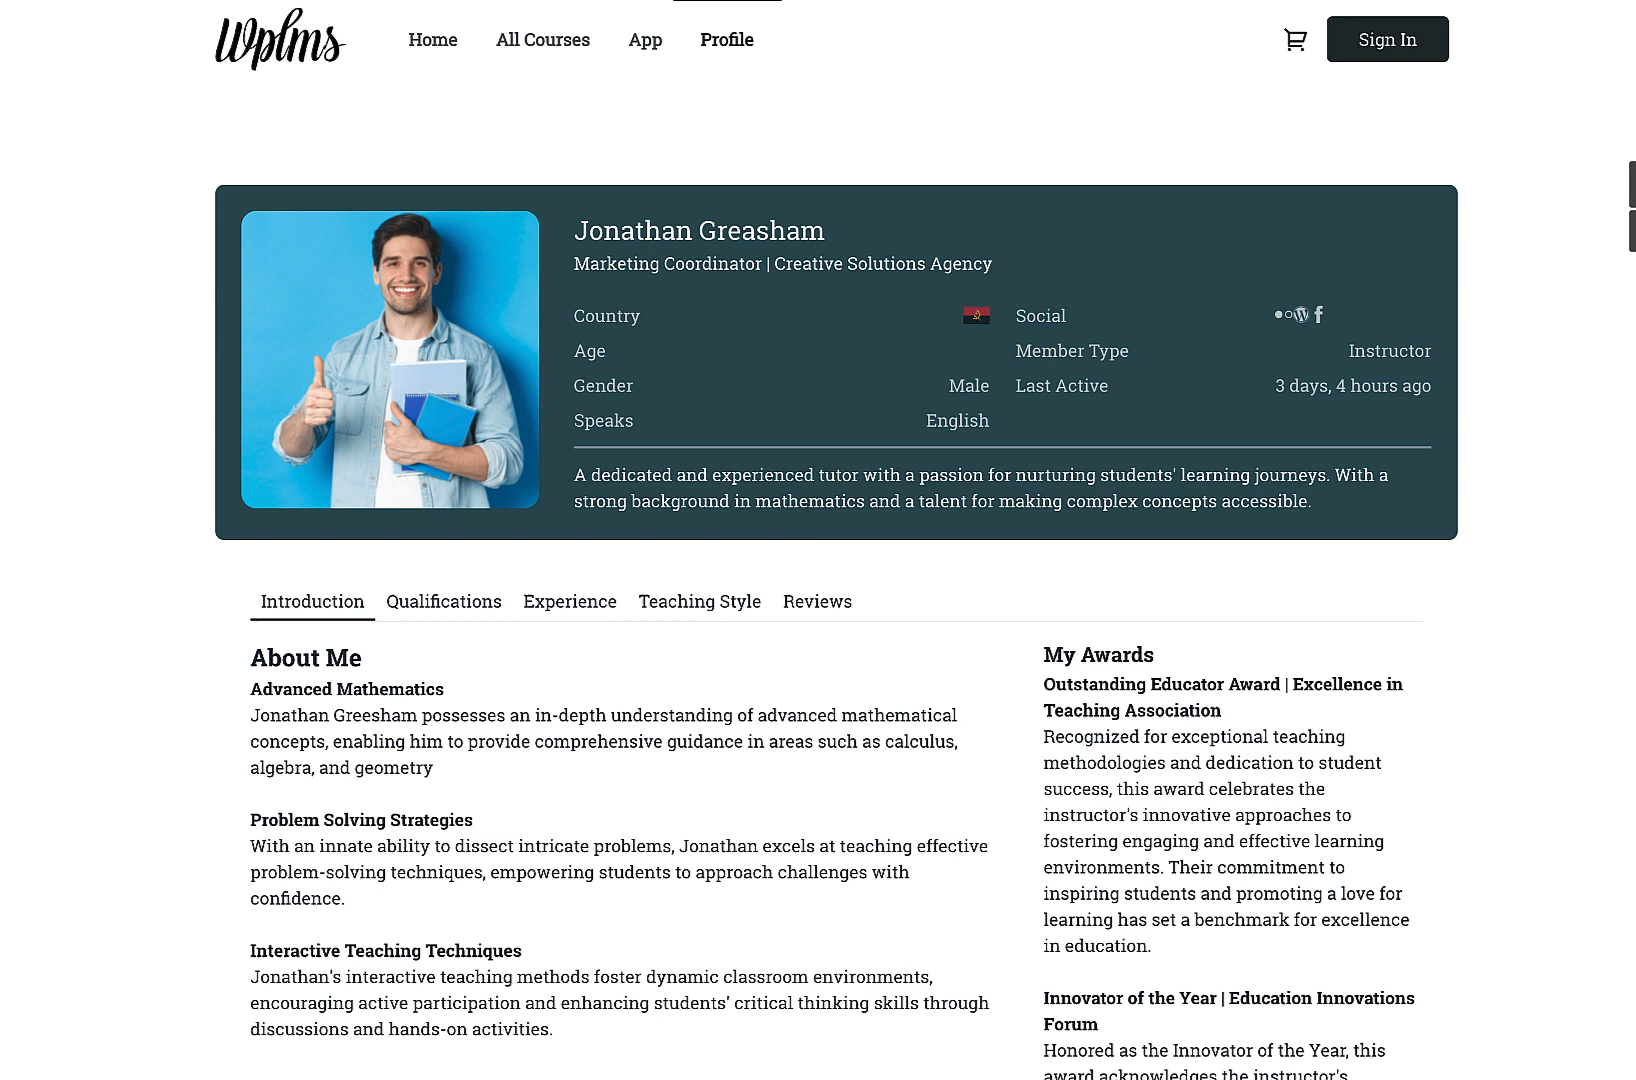 Wplms
Home
All Courses
App
Profile
Sign In
Jonathan Greasham
Marketing Coordinator | Creative Solutions Agency
Country
Social
Age
Member Type
Instructor
Gender
Male
Last Active
3 days, 4 hours ago
Speaks
English
A dedicated and experienced tutor with a passion for nurturing students' learning journeys. With a
strong background in mathematics and a talent for making complex concepts accessible.
Introduction
Qualifications
Experience
Teaching Style
Reviews
About Me
Advanced Mathematics
Jonathan Greesham possesses an in-depth understanding of advanced mathematical
concepts, enabling him to provide comprehensive guidance in areas such as calculus,
algebra, and geometry
Problem Solving Strategies
With an innate ability to dissect intricate problems, Jonathan excels at teaching effective
problem-solving techniques, empowering students to approach challenges with
confidence.
Interactive Teaching Techniques
Jonathan's interactive teaching methods foster dynamic classroom environments,
encouraging active participation and enhancing students' critical thinking skills through
discussions and hands-on activities.
My Awards
Outstanding Educator Award | Excellence in
Teaching Association
Recognized for exceptional teaching
methodologies and dedication to student
success, this award celebrates the
instructor's innovative approaches to
fostering engaging and effective learning
environments. Their commitment to
inspiring students and promoting a love for
learning has set a benchmark for excellence
in education.
Innovator of the Year | Education Innovations
Forum
Honored as the Innovator of the Year, this
award acknowledges the instructor's